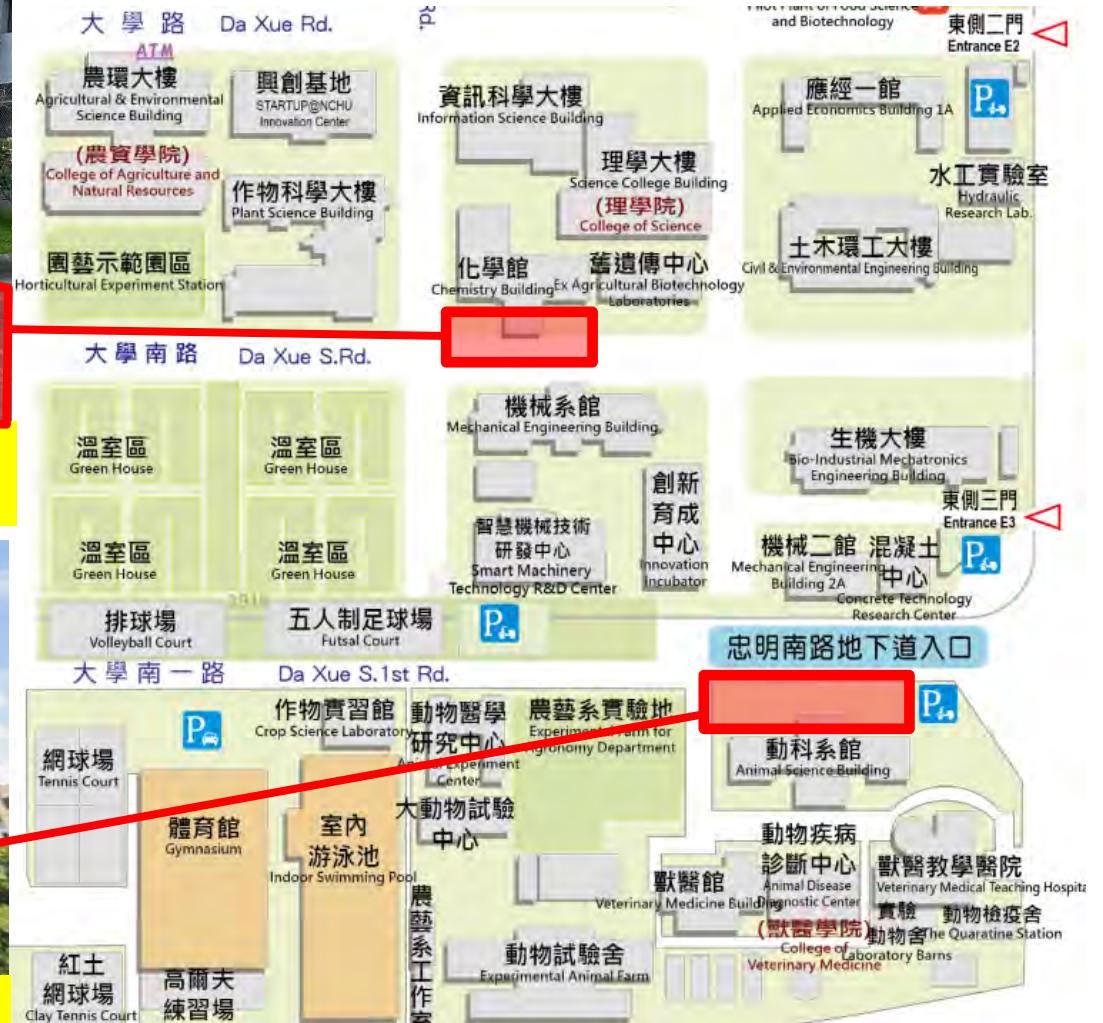 大學路 Da Xue Rd.
Rd.
and Biotechnology
東側二門
Entrance E2
ATM
農環大樓
Agricultural & Environmental
Science Building
興創基地
STARTUP@NCHU
Innovation Center
資訊科學大樓
Information Science Building
應經一館
Applied Economics Building 1A
P
(農資學院)
College of Agriculture and
Natural Resources
作物科學大樓
Plant Science Building
理學大樓
Science College Building
(理學院)
College of Science
水工實驗室
Hydraulic
Research Lab.
園藝示範園區
Horticultural Experiment Station
化學館
Chemistry Building
舊遺傳中心
Ex Agricultural Biotechnology
Laboratories
土木環工大樓
Civil & Environmental Engineering Building
大學南路 Da Xue S.Rd.
機械系館
Mechanical Engineering Building
溫室區
Green House
溫室區
Green House
生機大樓
Bio-Industrial Mechatronics
Engineering Building
創新
育成
中心
Innovation
Incubator
東側三門
Entrance E3
智慧機械技術
研發中心
Smart Machinery
Technology R&D Center
溫室區
Green House
溫室區
Green House
機械二館
Mechanical Engineering
Building 2A
混凝土
中心
Concrete Technology
Research Center
P
排球場
Volleyball Court
五人制足球場
Futsal Court
P
忠明南路地下道入口
大學南一路 Da Xue S.1st Rd.
P
作物實習館
Crop Science Laboratory
動物醫學
研究中心
Animal Experiment
Center
農藝系實驗地
Experimental Farm for
Agronomy Department
P
網球場
Tennis Court
動科系館
Animal Science Building
大動物試驗
中心
體育館
Gymnasium
室內
游泳池
Indoor Swimming Pool
動物疾病
診斷中心
Animal Disease
Diagnostic Center
獸醫館
Veterinary Medicine Building
獸醫教學醫院
Veterinary Medical Teaching Hospita
實驗
動物舍
Laboratory Barns
動物檢疫舍
The Quaratine Station
(獸醫學院)
College of
Veterinary Medicine
農藝系工作室
動物試驗舍
Experimental Animal Farm
紅土
網球場
Clay Tennis Court
高爾夫
練習場